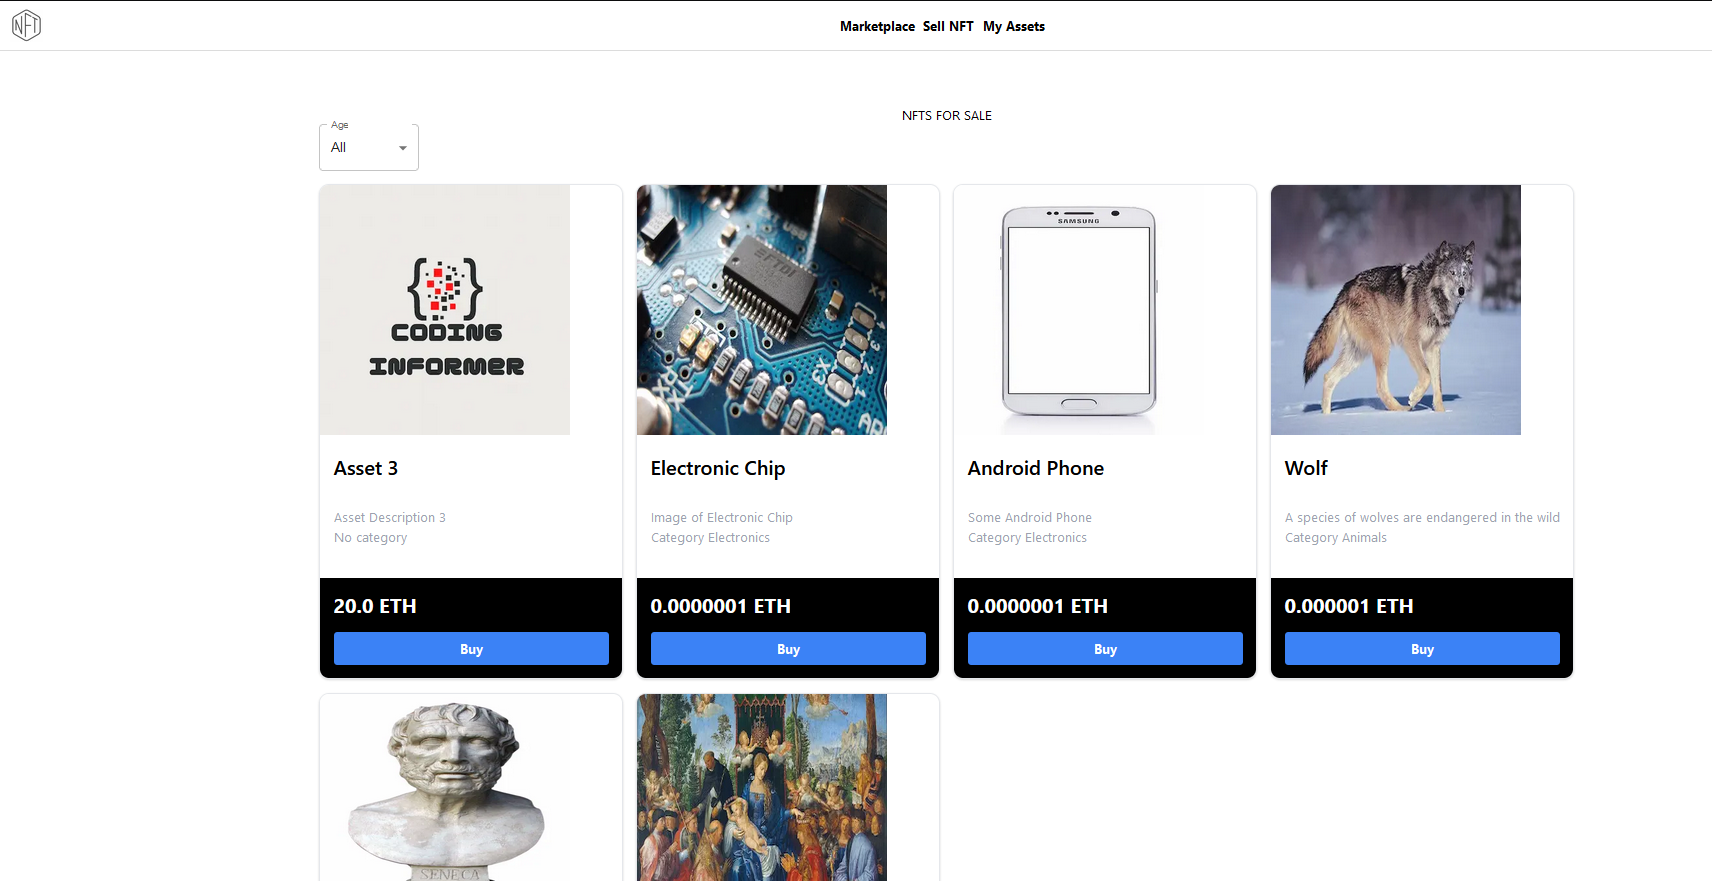 NFT
Marketplace Sell NFT My Assets
NFTS FOR SALE
Age
All
CODING
INFORMER
FTDI
X4
X3
SAMSUNG
Asset 3
Electronic Chip
Android Phone
Wolf
Asset Description 3
No category
Image of Electronic Chip
Category Electronics
Some Android Phone
Category Electronics
A species of wolves are endangered in the wild
Category Animals
20.0 ETH
Buy
0.0000001 ETH
Buy
0.0000001 ETH
Buy
0.000001 ETH
Buy
SENECA